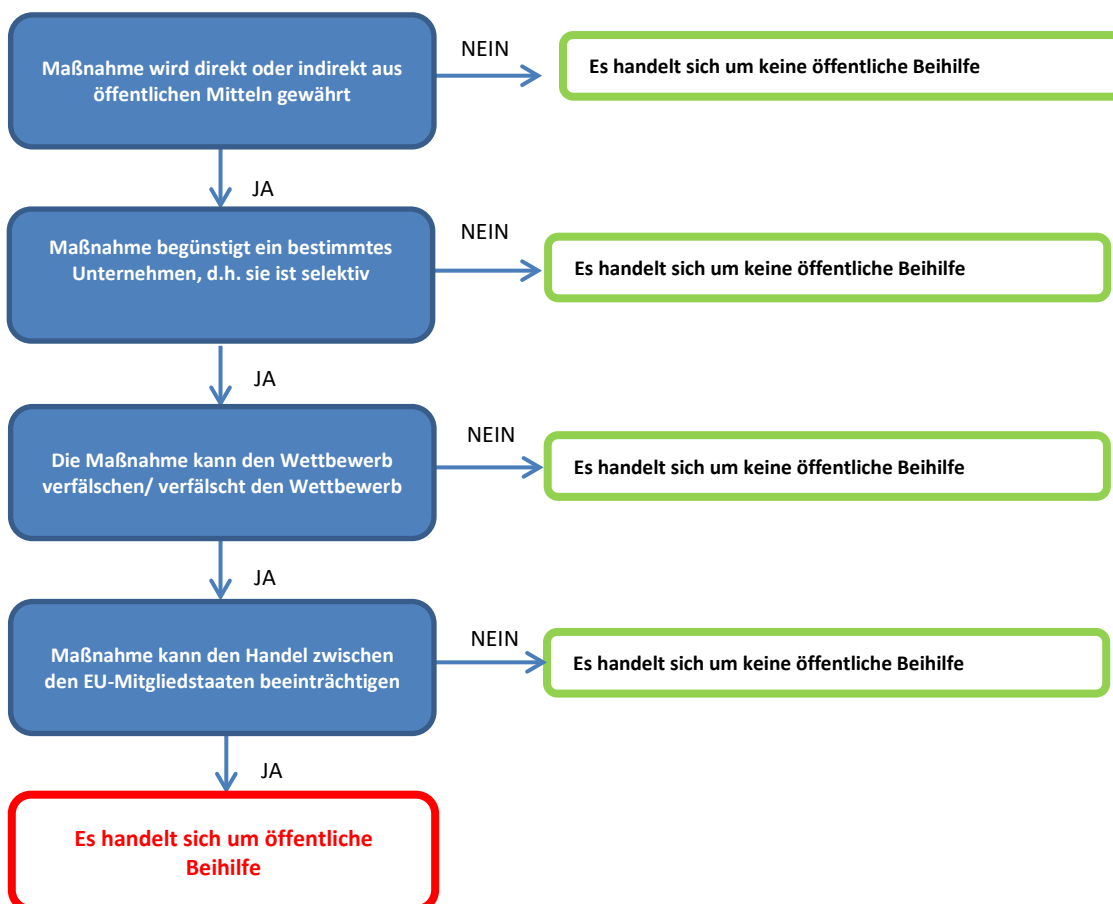 Maßnahme wird direkt oder indirekt aus
öffentlichen Mitteln gewährt
NEIN
Es handelt sich um keine öffentliche Beihilfe
JA
Maßnahme begünstigt ein bestimmtes
Unternehmen, d.h. sie ist selektiv
NEIN
Es handelt sich um keine öffentliche Beihilfe
JA
Die Maßnahme kann den Wettbewerb
verfälschen/ verfälscht den Wettbewerb
NEIN
Es handelt sich um keine öffentliche Beihilfe
JA
Maßnahme kann den Handel zwischen
den EU-Mitgliedstaaten beeinträchtigen
NEIN
Es handelt sich um keine öffentliche Beihilfe
JA
Es handelt sich um öffentliche
Beihilfe